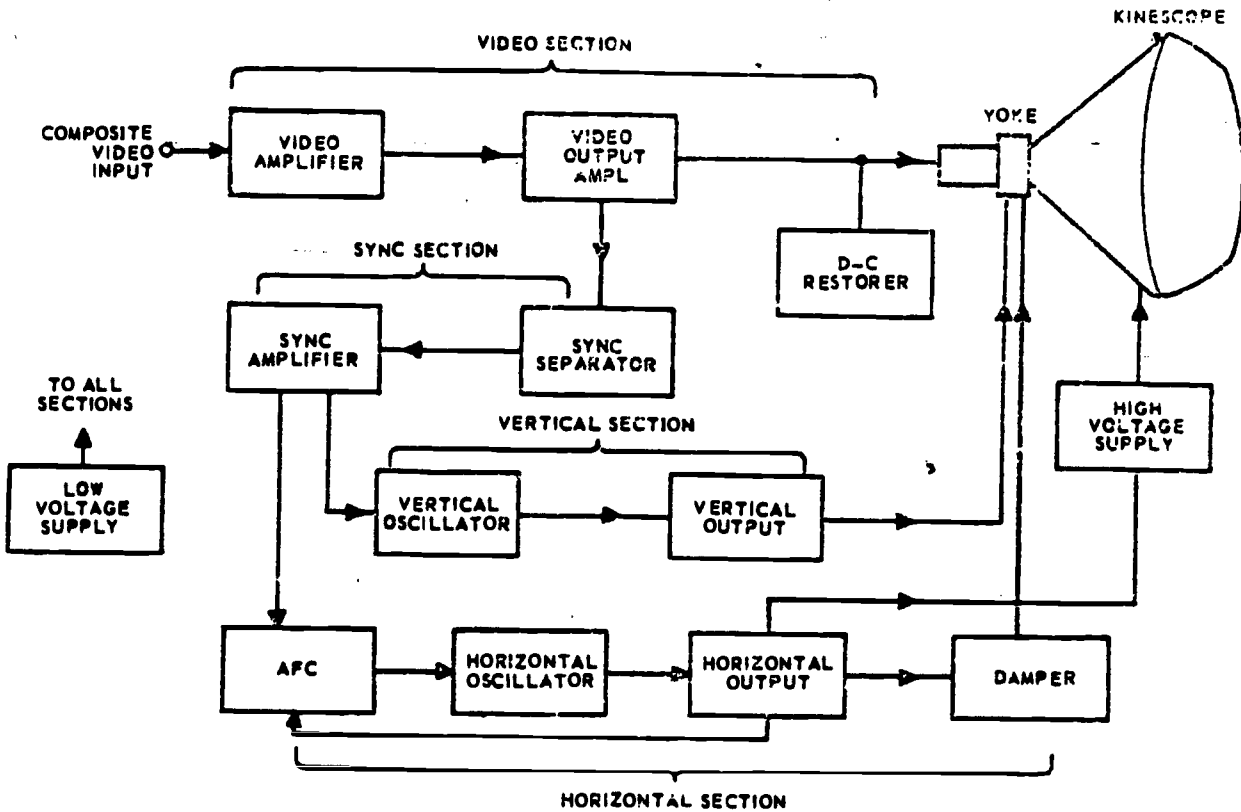 KINESCOPE
VIDEO SECTION
YOKE
COMPOSITE
VIDEO
INPUT
VIDEO
AMPLIFIER
VIDEO
OUTPUT
AMPL
SYNC SECTION
D-C
RESTORER
SYNC
AMPLIFIER
SYNC
SEPARATOR
TO ALL
SECTIONS
HIGH
VOLTAGE
SUPPLY
VERTICAL SECTION
LOW
VOLTAGE
SUPPLY
VERTICAL
OSCILLATOR
VERTICAL
OUTPUT
AFC
HORIZONTAL
OSCILLATOR
HORIZONTAL
OUTPUT
DAMPER
HORIZONTAL SECTION